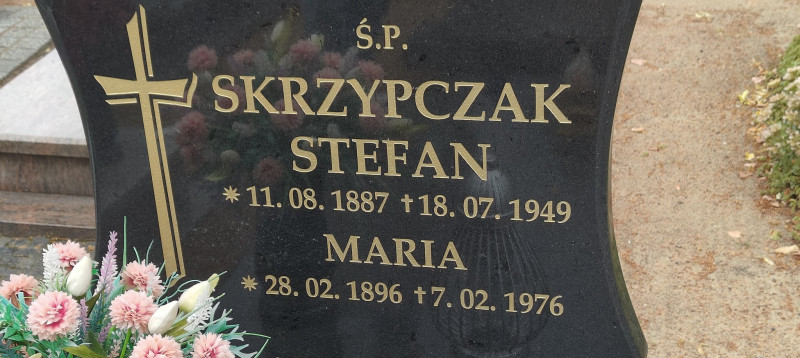 Ś.P.
SKRZYPCZAK
STEFAN
* 11. 08. 1887 † 18. 07. 1949
MARIA
* 28. 02. 1896 † 7. 02. 1976